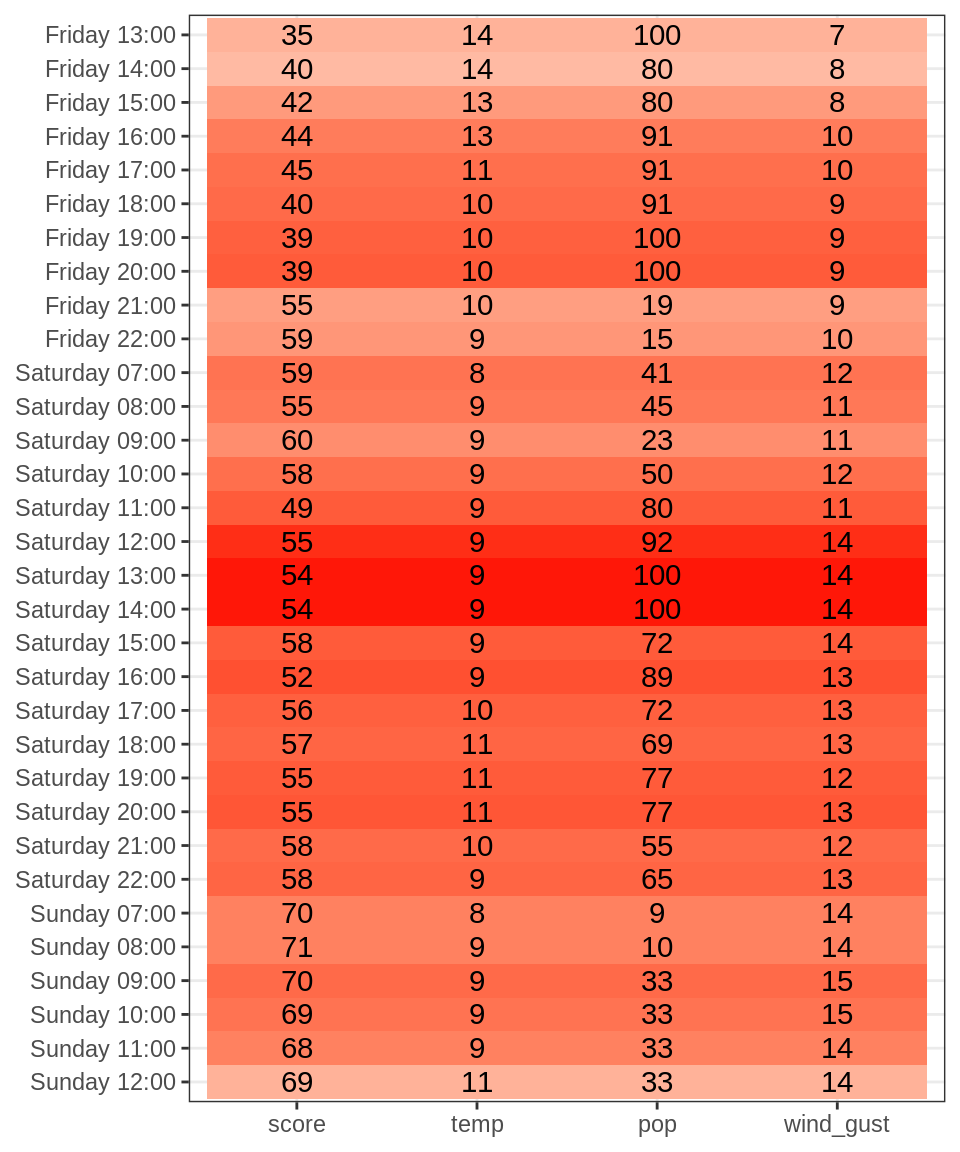 Friday 13:00 35 14 100 7
Friday 14:00 40 14 80 8
Friday 15:00 42 13 80 8
Friday 16:00 44 13 91 10
Friday 17:00 45 11 91 10
Friday 18:00 40 10 91 9
Friday 19:00 39 10 100 9
Friday 20:00 39 10 100 9
Friday 21:00 55 10 19 9
Friday 22:00 59 9 15 10
Saturday 07:00 59 8 41 12
Saturday 08:00 55 9 45 11
Saturday 09:00 60 9 23 11
Saturday 10:00 58 9 50 12
Saturday 11:00 49 9 80 11
Saturday 12:00 55 9 92 14
Saturday 13:00 54 9 100 14
Saturday 14:00 54 9 100 14
Saturday 15:00 58 9 72 14
Saturday 16:00 52 9 89 13
Saturday 17:00 56 10 72 13
Saturday 18:00 57 11 69 13
Saturday 19:00 55 11 77 12
Saturday 20:00 55 11 77 13
Saturday 21:00 58 10 55 12
Saturday 22:00 58 9 65 13
Sunday 07:00 70 8 9 14
Sunday 08:00 71 9 10 14
Sunday 09:00 70 9 33 15
Sunday 10:00 69 9 33 15
Sunday 11:00 68 9 33 14
Sunday 12:00 69 11 33 14
score temp pop wind_gust